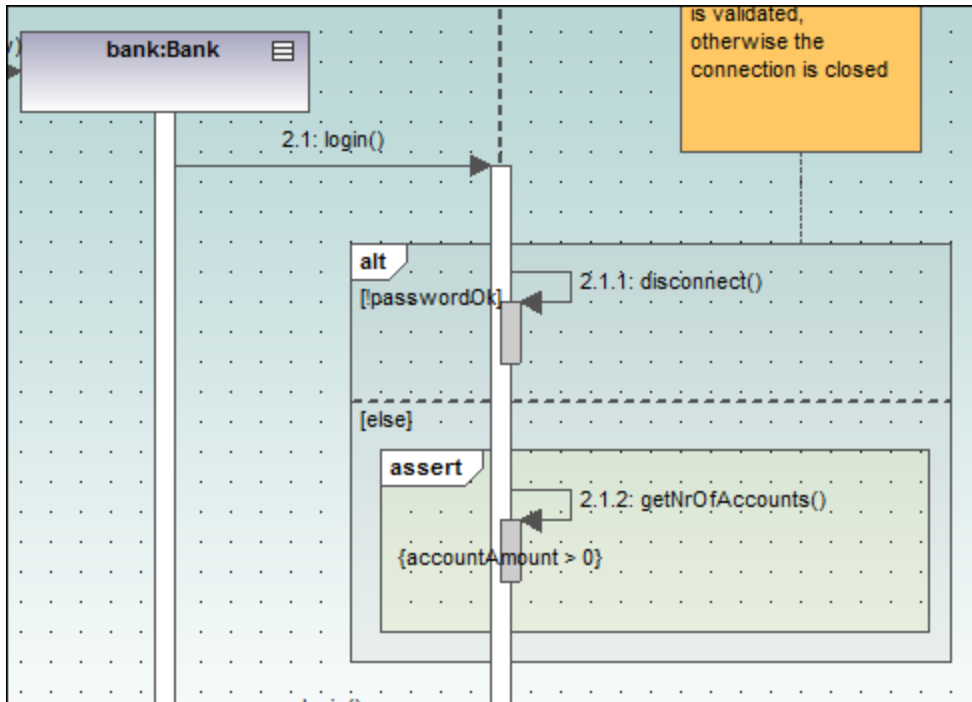 is validated,
otherwise the
connection is closed
bank:Bank
2.1: login()
alt
2.1.1: disconnect()
[!passwordOk]
[else]
assert
2.1.2: getNrOfAccounts()
{accountAmount > 0}